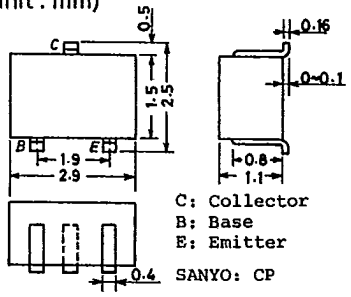 unit : mm)
C
0.5
0.16
1.5
2.5
0~0.1
B
E
1.9
2.9
0.8
1.1
C: Collector
B: Base
E: Emitter
0.4
SANYO: CP